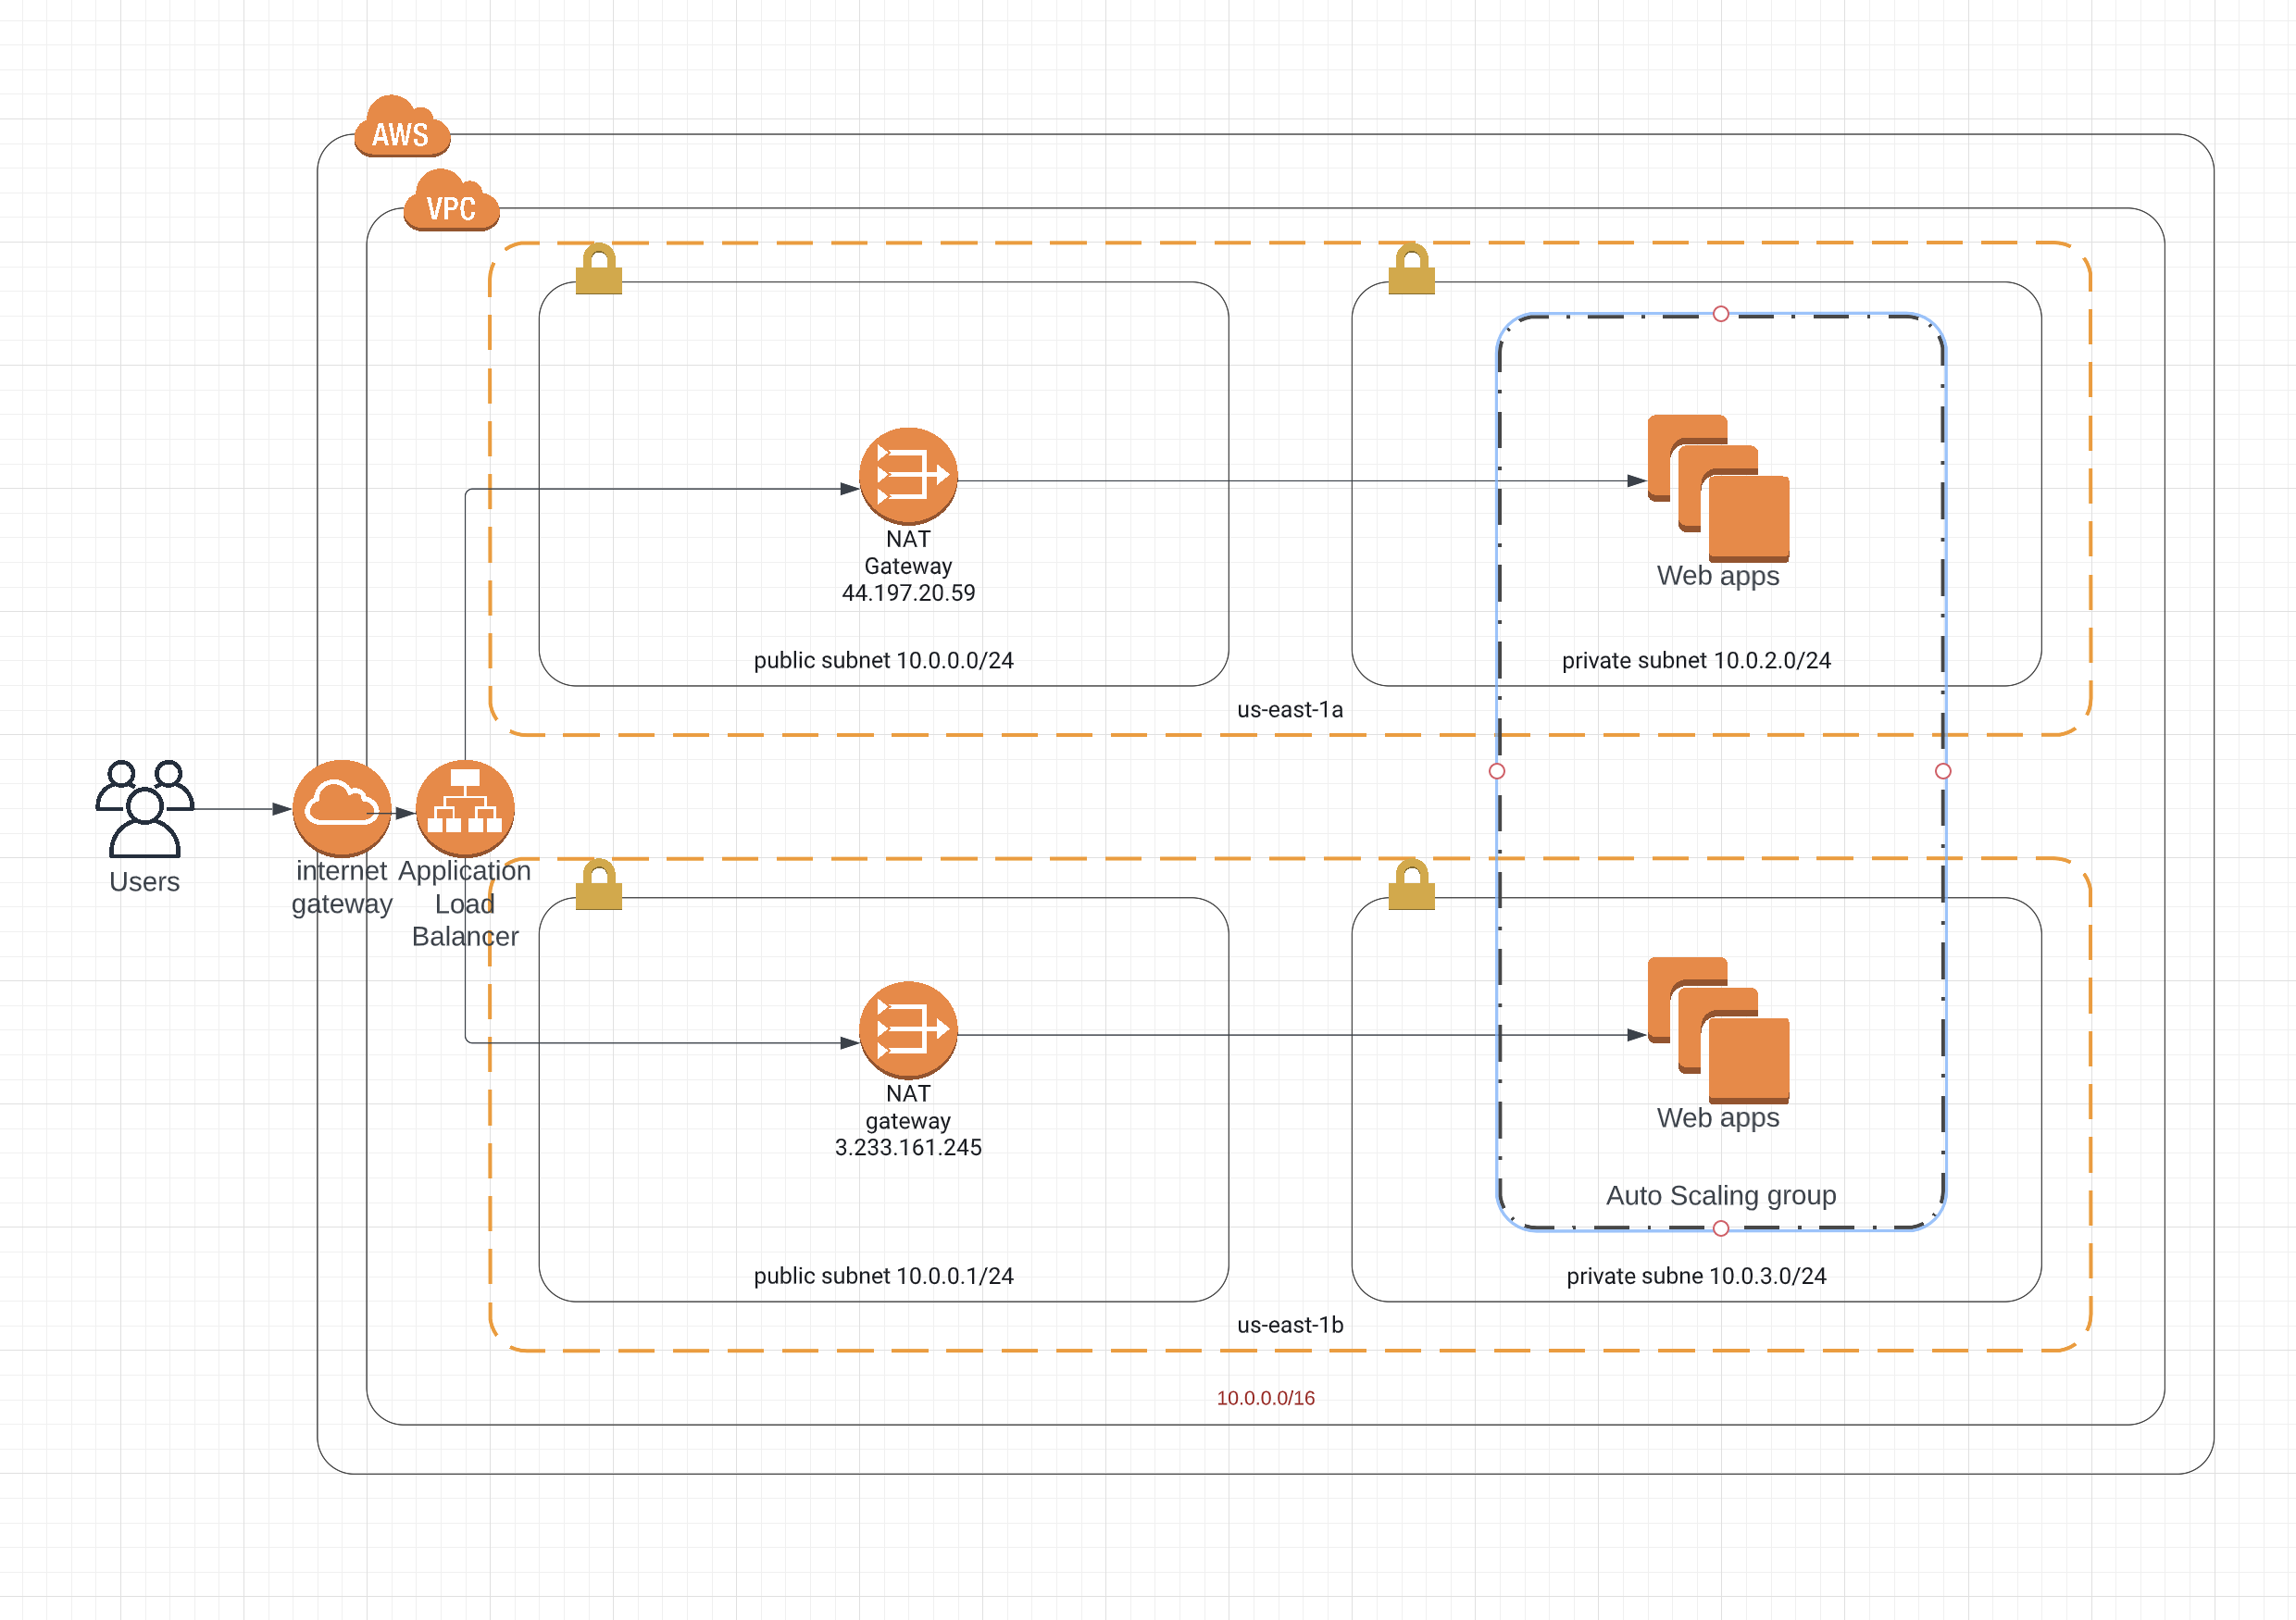 AWS
VPC
NAT
Gateway
44.197.20.59
Web apps
public subnet 10.0.0.0/24
private subnet 10.0.2.0/24
us-east-1a
Users
internet
gateway
Application
Load
Balancer
NAT
gateway
3.233.161.245
Web apps
Auto Scaling group
public subnet 10.0.0.1/24
private subne 10.0.3.0/24
us-east-1b
10.0.0.0/16